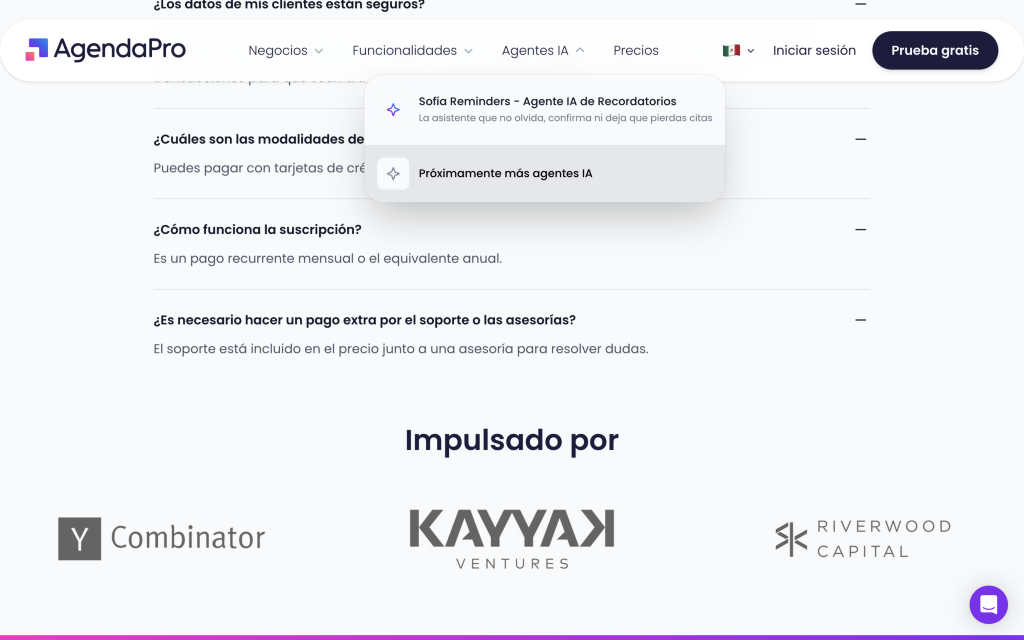 ¿Los datos de mis clientes están seguros?
AgendaPro
Negocios
Funcionalidades
Agentes IA
Precios
Iniciar sesión
Prueba gratis
Sofía Reminders - Agente IA de Recordatorios
La asistente que no olvida, confirma ni deja que pierdas citas
Próximamente más agentes IA
¿Cuáles son las modalidades de
Puedes pagar con tarjetas de
¿Cómo funciona la suscripción?
Es un pago recurrente mensual o el equivalente anual.
¿Es necesario hacer un pago extra por el soporte o las asesorías?
El soporte está incluido en el precio junto a una asesoría para resolver dudas.
Impulsado por
Y Combinator
KAYYAK
VENTURES
RIVERWOOD
CAPITAL